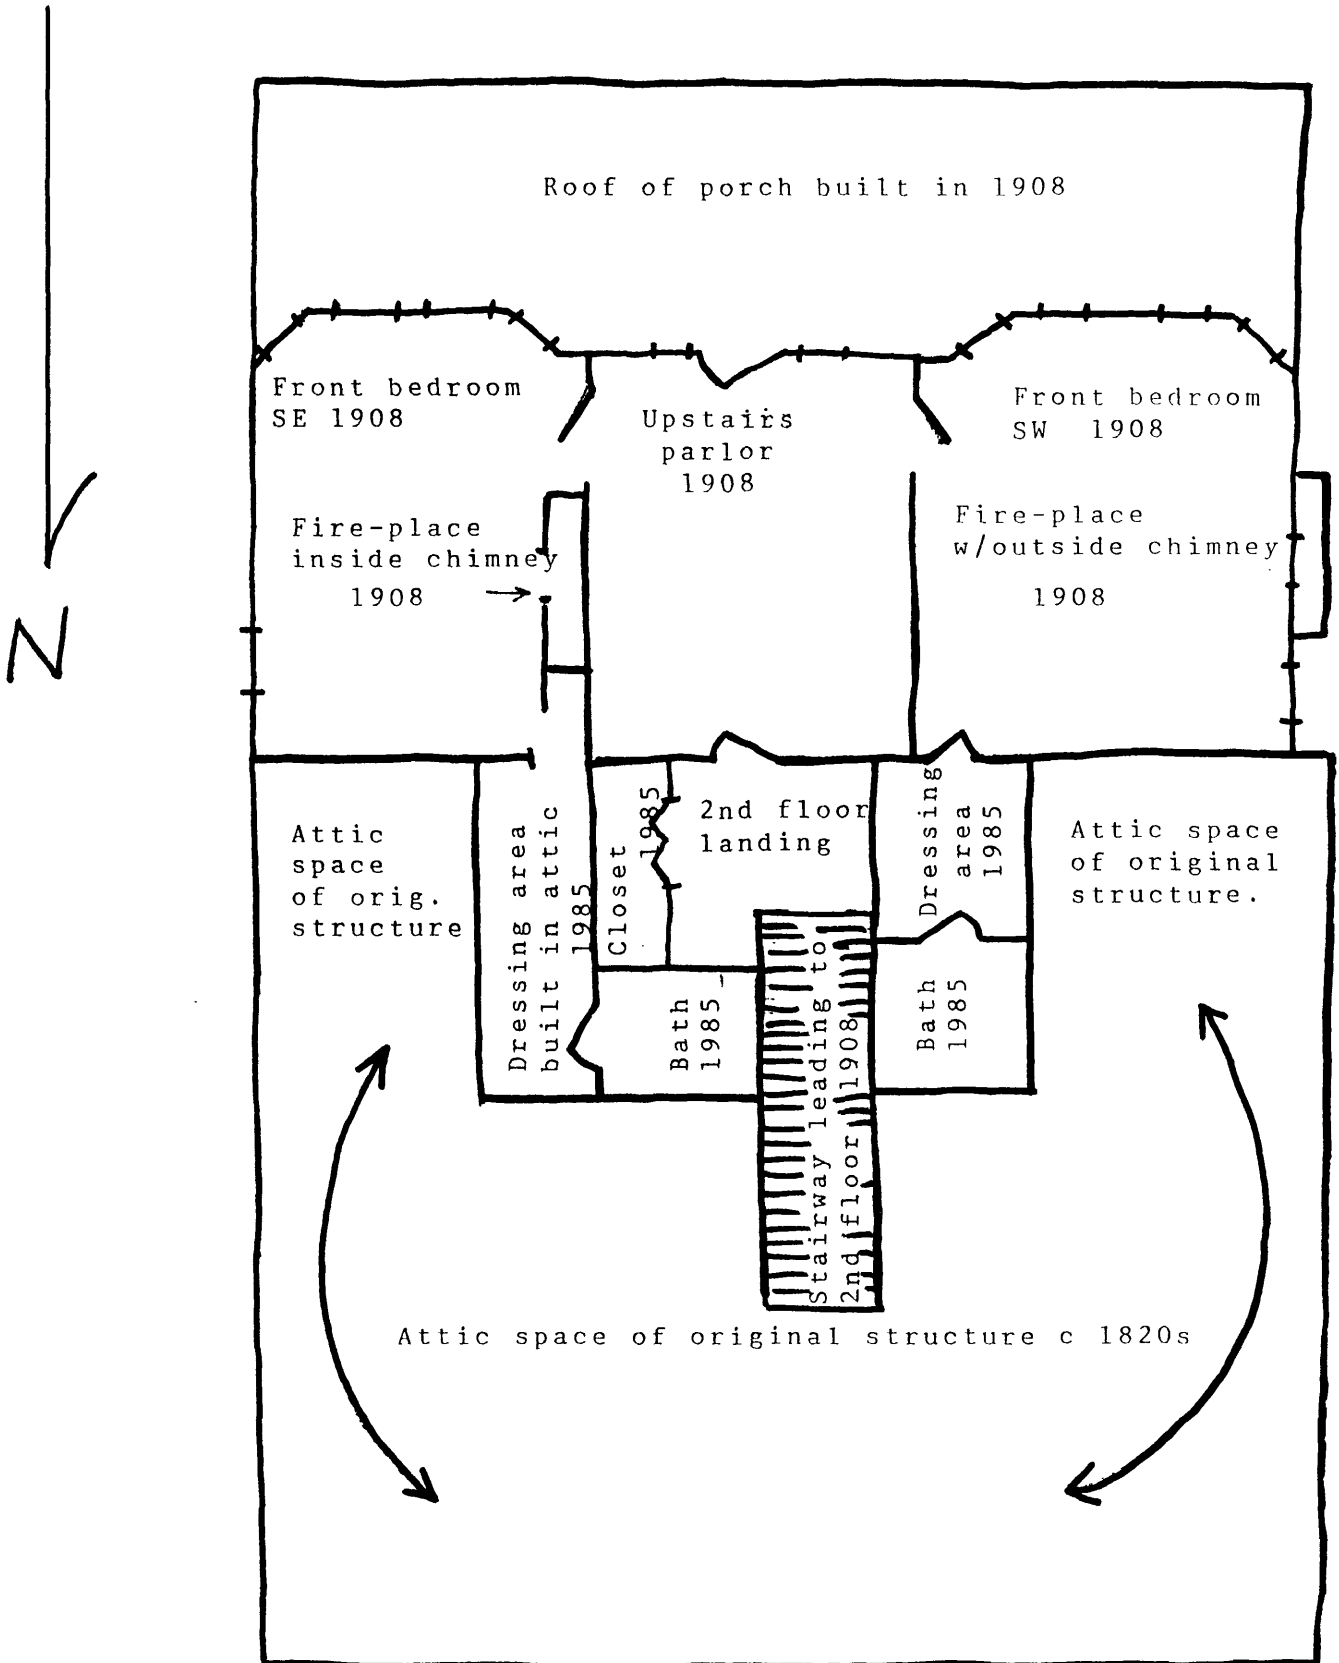 Roof of porch built in 1908
Front bedroom
SE 1908
Upstairs
parlor
1908
Front bedroom
SW 1908
Fire-place
inside chimney
1908
Fire-place
w/outside chimney
1908
N
Attic
space
of orig.
structure
Dressing area
built in attic
1985
Closet
1985
2nd floor
landing
Dressing
area
1985
Attic space
of original
structure.
Bath
1985
Stairway leading to
2nd floor 1908
Bath
1985
Attic space of original structure c 1820s